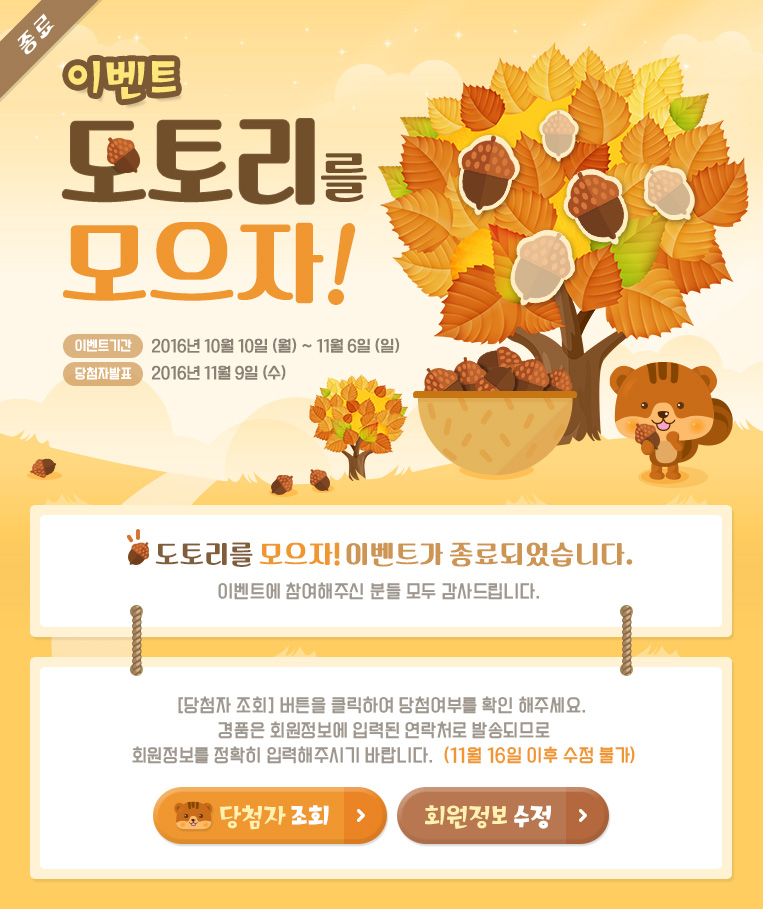 종료
이벤트
도토리를
모으자!
이벤트기간 2016년 10월 10일 (월) ~ 11월 6일 (일)
당첨자발표 2016년 11월 9일 (수)
도토리를 모으자! 이벤트가 종료되었습니다.
이벤트에 참여해주신 분들 모두 감사드립니다.
[당첨자 조회] 버튼을 클릭하여 당첨여부를 확인 해주세요.
경품은 회원정보에 입력된 연락처로 발송되므로
회원정보를 정확히 입력해주시기 바랍니다. (11월 16일 이후 수정 불가)
당첨자 조회 >
회원정보 수정 >